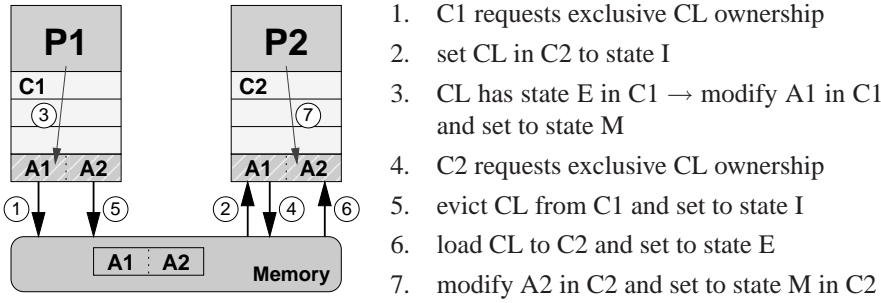 P1
P2
C1
C2
3
7
A1 A2
A1 A2
1
5
2
4
6
A1 A2
Memory
1. C1 requests exclusive CL ownership
2. set CL in C2 to state I
3. CL has state E in C1 → modify A1 in C1
and set to state M
4. C2 requests exclusive CL ownership
5. evict CL from C1 and set to state I
6. load CL to C2 and set to state E
7. modify A2 in C2 and set to state M in C2